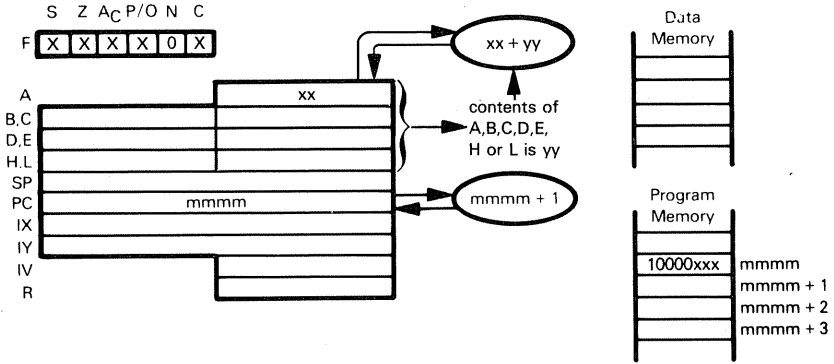 S Z AC P/O N C
F X X X X 0 X
A xx
B,C
D,E
H.L
SP
PC mmmm
IX
IY
IV
R
xx + yy
contents of
A,B,C,D,E,
H or L is yy
mmmm + 1
Data
Memory
Program
Memory
10000xxx mmmm
mmmm + 1
mmmm + 2
mmmm + 3